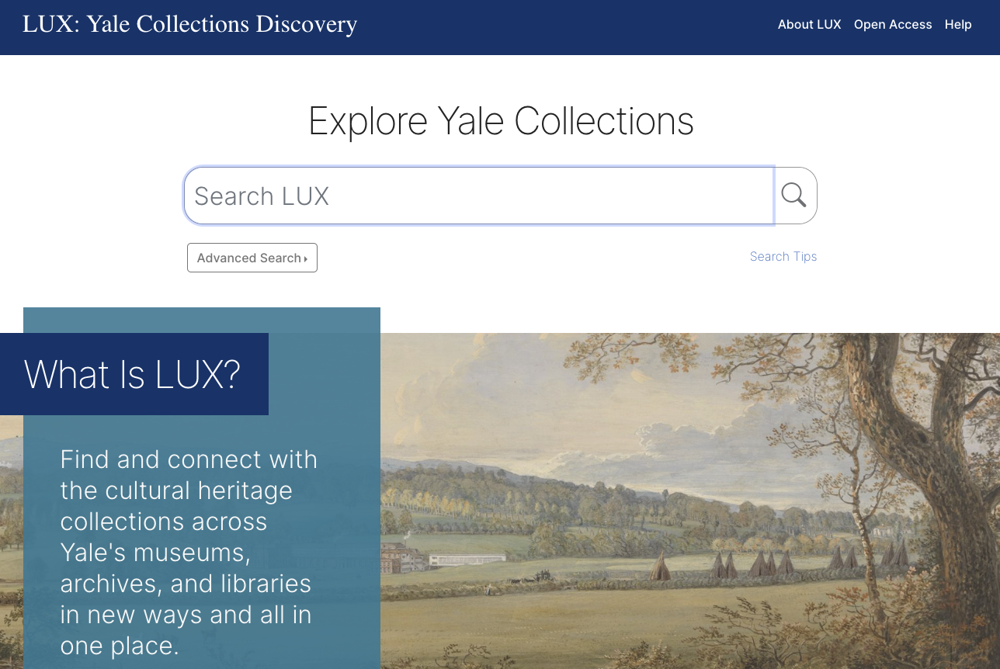 LUX: Yale Collections Discovery
About LUX Open Access Help
Explore Yale Collections
Search LUX
Advanced Search
Search Tips
What Is LUX?
Find and connect with
the cultural heritage
collections across
Yale's museums,
archives, and libraries
in new ways and all in
one place.